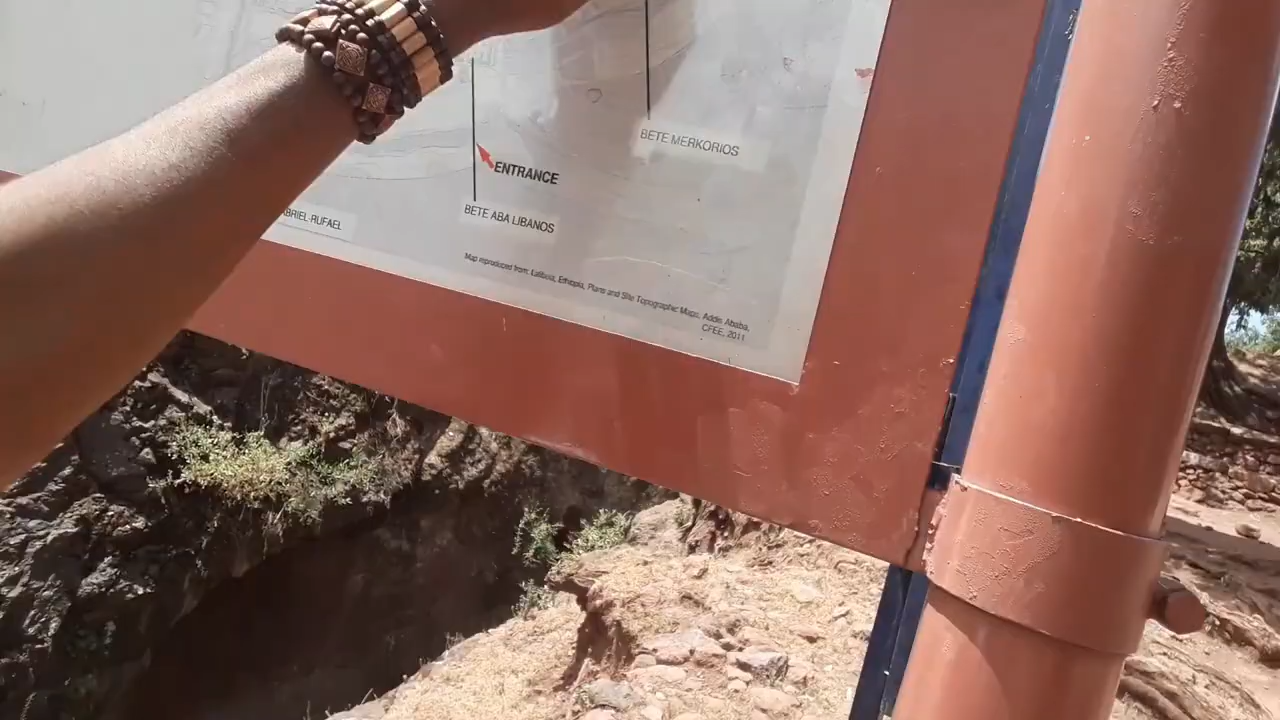 BETE MERKORIOS
ENTRANCE
BETE ABA LIBANOS
ABRIEL-RUFAEL
Map reproduced from: Lalibela, Ethiopia, Plans and Site Topographic Maps, Addis Ababa,
CFEE, 2011